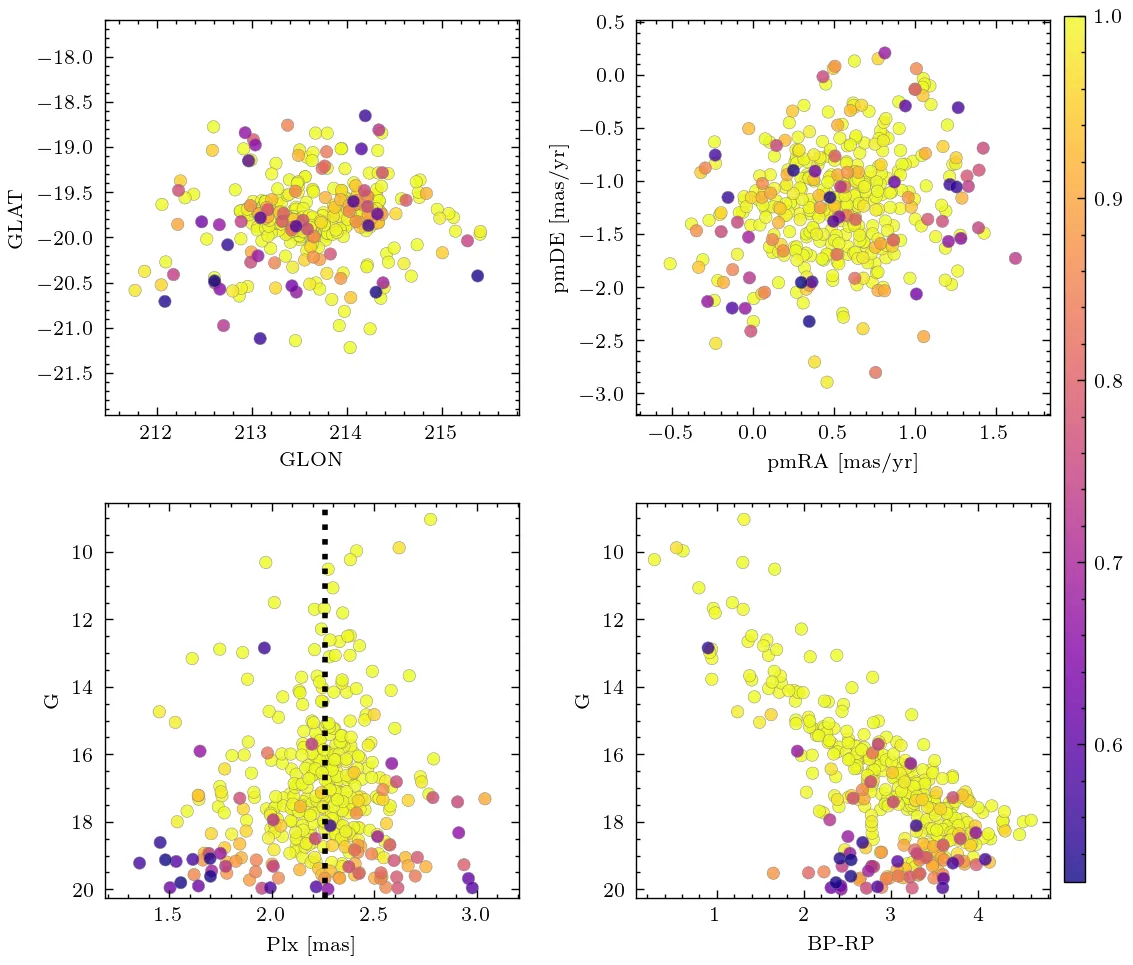 −18.0
−18.5
−19.0
−19.5
−20.0
−20.5
−21.0
−21.5
GLAT
212 213 214 215
GLON
0.5
0.0
−0.5
−1.0
−1.5
−2.0
−2.5
−3.0
pmDE [mas/yr]
−0.5 0.0 0.5 1.0 1.5
pmRA [mas/yr]
1.0
0.9
0.8
0.7
0.6
10
12
14
16
18
20
G
1.5 2.0 2.5 3.0
Plx [mas]
10
12
14
16
18
20
G
1 2 3 4
BP-RP